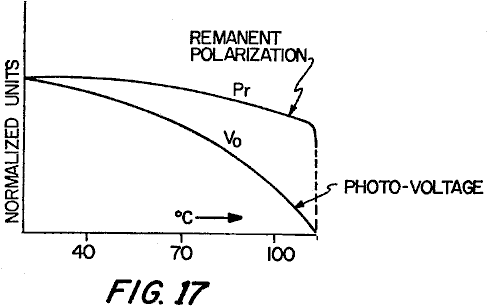 REMANENT
POLARIZATION
Pr
Vo
NORMALIZED UNITS
PHOTO-VOLTAGE
°C
40 70 100
FIG. 17